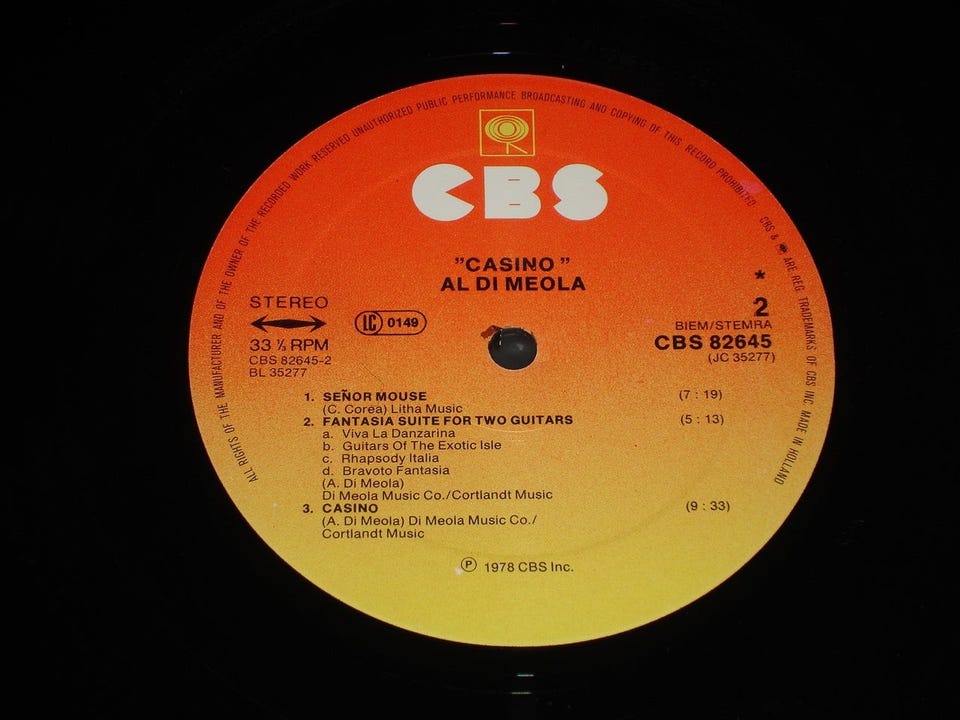 ALL RIGHTS OF THE MANUFACTURER AND OF THE OWNER OF THE RECORDED WORK RESERVED UNAUTHORIZED PUBLIC PERFORMANCE BROADCASTING AND COPYING OF THIS RECORD PROHIBITED. CBS & ARE REG. TRADEMARKS OF CBS INC. MADE IN HOLLAND
CBS
"CASINO"
AL DI MEOLA
STEREO
33 ⅓ RPM
CBS 82645-2
BL 35277
LC 0149
*
2
BIEM/STEMRA
CBS 82645
(JC 35277)
1. SEÑOR MOUSE (7 : 19)
(C. Corea) Litha Music
2. FANTASIA SUITE FOR TWO GUITARS (5 : 13)
a. Viva La Danzarina
b. Guitars Of The Exotic Isle
c. Rhapsody Italia
d. Bravoto Fantasia
(A. Di Meola)
Di Meola Music Co./Cortlandt Music
3. CASINO (9 : 33)
(A. Di Meola) Di Meola Music Co./
Cortlandt Music
℗ 1978 CBS Inc.